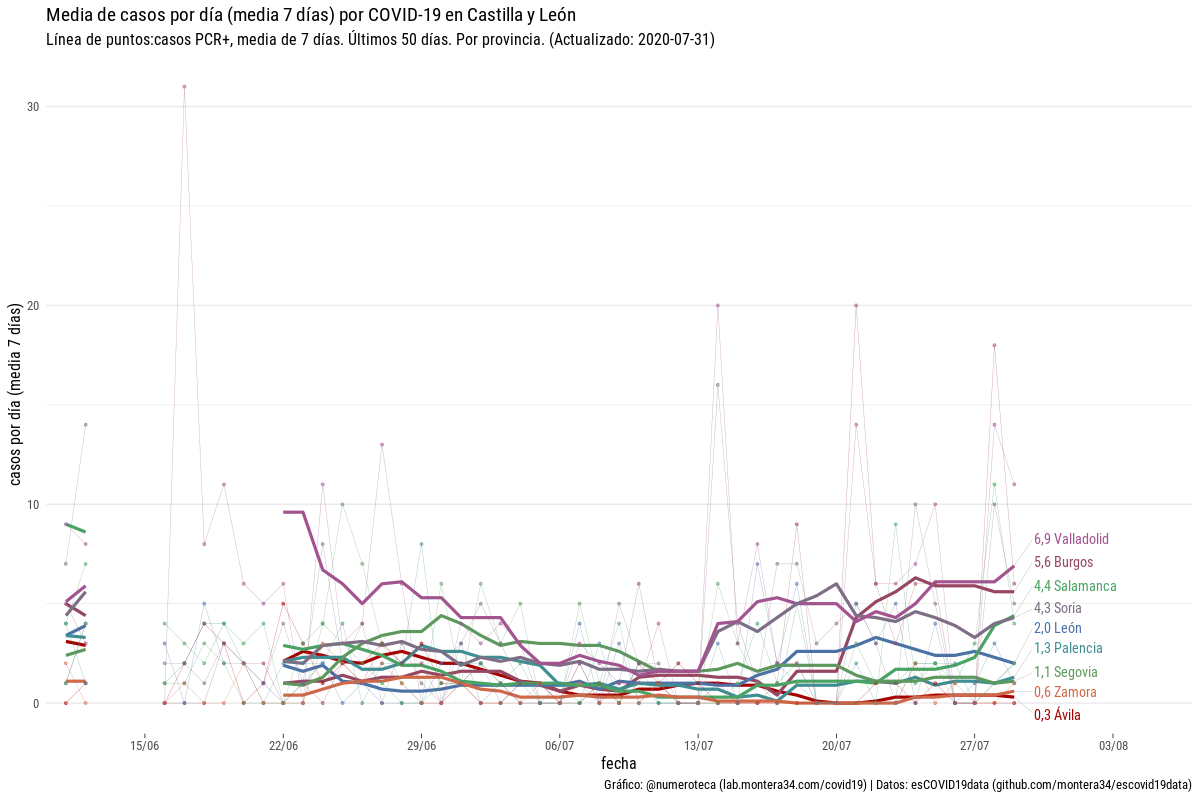 Media de casos por día (media 7 días) por COVID-19 en Castilla y León
Línea de puntos:casos PCR+, media de 7 días. Últimos 50 días. Por provincia. (Actualizado: 2020-07-31)
casos por día (media 7 días)
30
20
10
0
6,9 Valladolid
5,6 Burgos
4,4 Salamanca
4,3 Soria
2,0 León
1,3 Palencia
1,1 Segovia
0,6 Zamora
0,3 Ávila
15/06
22/06
29/06
06/07
13/07
20/07
27/07
03/08
fecha
Gráfico: @numeroteca (lab.montera34.com/covid19) | Datos: esCOVID19data (github.com/montera34/escovid19data)